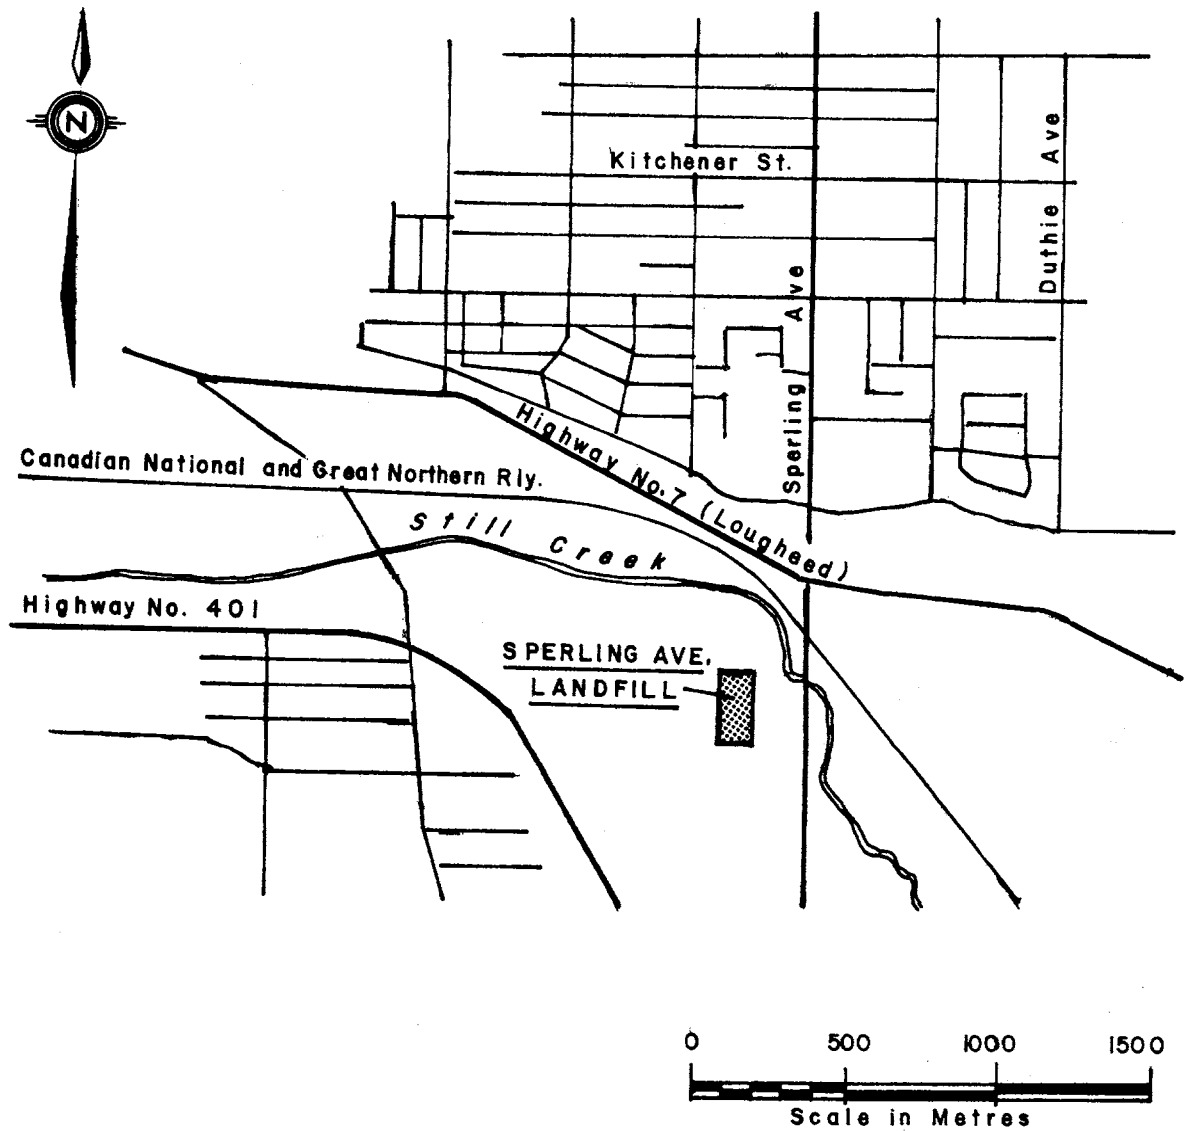 N
Kitchener St.
Duthie Ave
Sperling Ave
Highway No. 7 (Lougheed)
Canadian National and Great Northern Rly.
Still Creek
Highway No. 401
SPERLING AVE.
LANDFILL
0 500 1000 1500
Scale in Metres